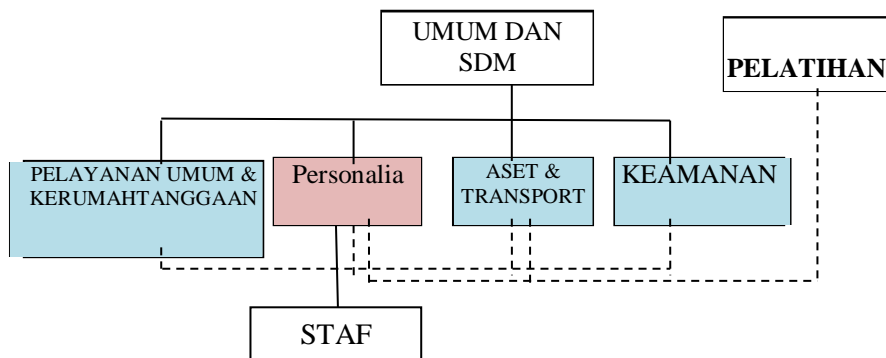 UMUM DAN
SDM
PELATIHAN
PELAYANAN UMUM &
KERUMAHTANGGAAN
Personalia
ASET &
TRANSPORT
KEAMANAN
STAF